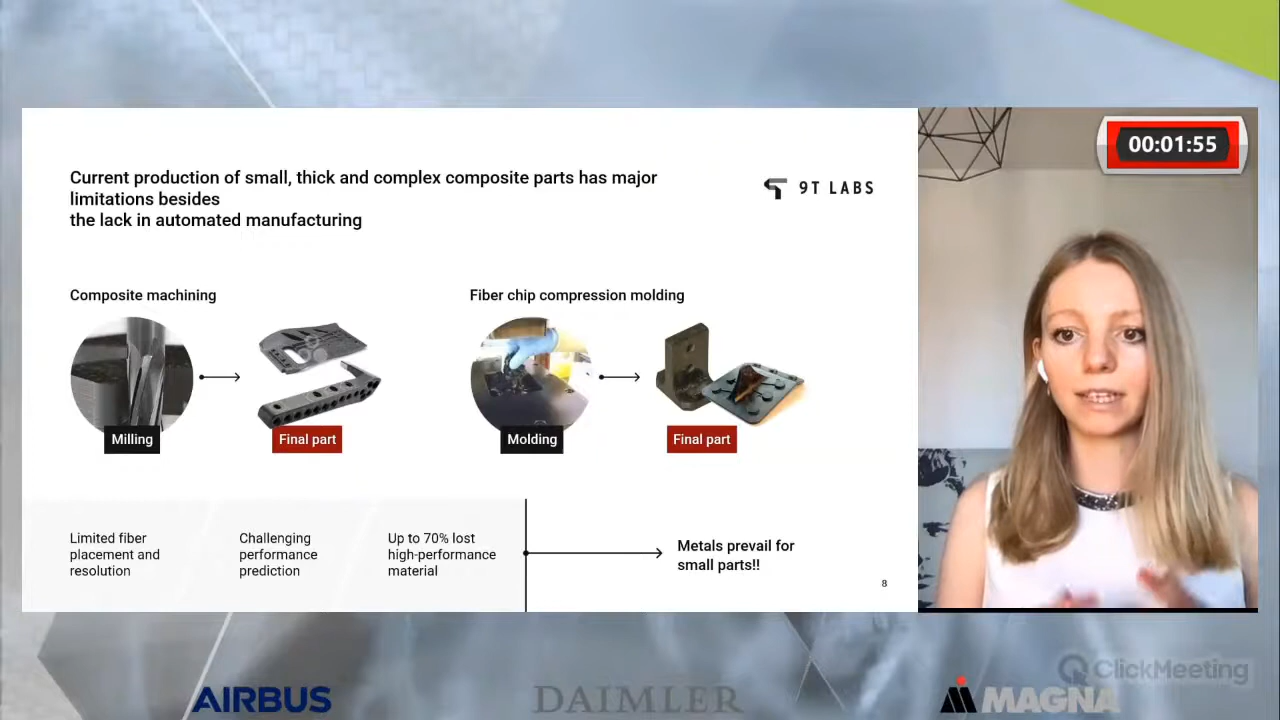 Current production of small, thick and complex composite parts has major
limitations besides
the lack in automated manufacturing
9T LABS
00:01:55
Composite machining
Fiber chip compression molding
Milling
Final part
Molding
Final part
Limited fiber
placement and
resolution
Challenging
performance
prediction
Up to 70% lost
high-performance
material
Metals prevail for
small parts!!
8
ClickMeeting
AIRBUS
DAIMLER
MAGNA